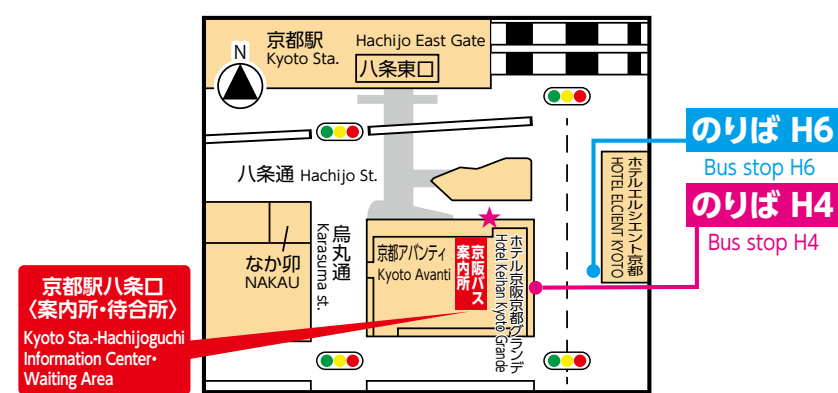 N
京都駅
Kyoto Sta.
Hachijo East Gate
八条東口
八条通 Hachijo St.
のりば H6
Bus stop H6
のりば H4
Bus stop H4
ホテルエルシエント京都
HOTEL ELCIENT KYOTO
なか卯
NAKAU
烏丸通
Karasuma st.
京都アバンティ
Kyoto Avanti
京阪バス
案内所
ホテル京阪京都グランデ
Hotel Keihan Kyoto Grande
京都駅八条口
〈案内所・待合所〉
Kyoto Sta.-Hachijoguchi
Information Center・
Waiting Area